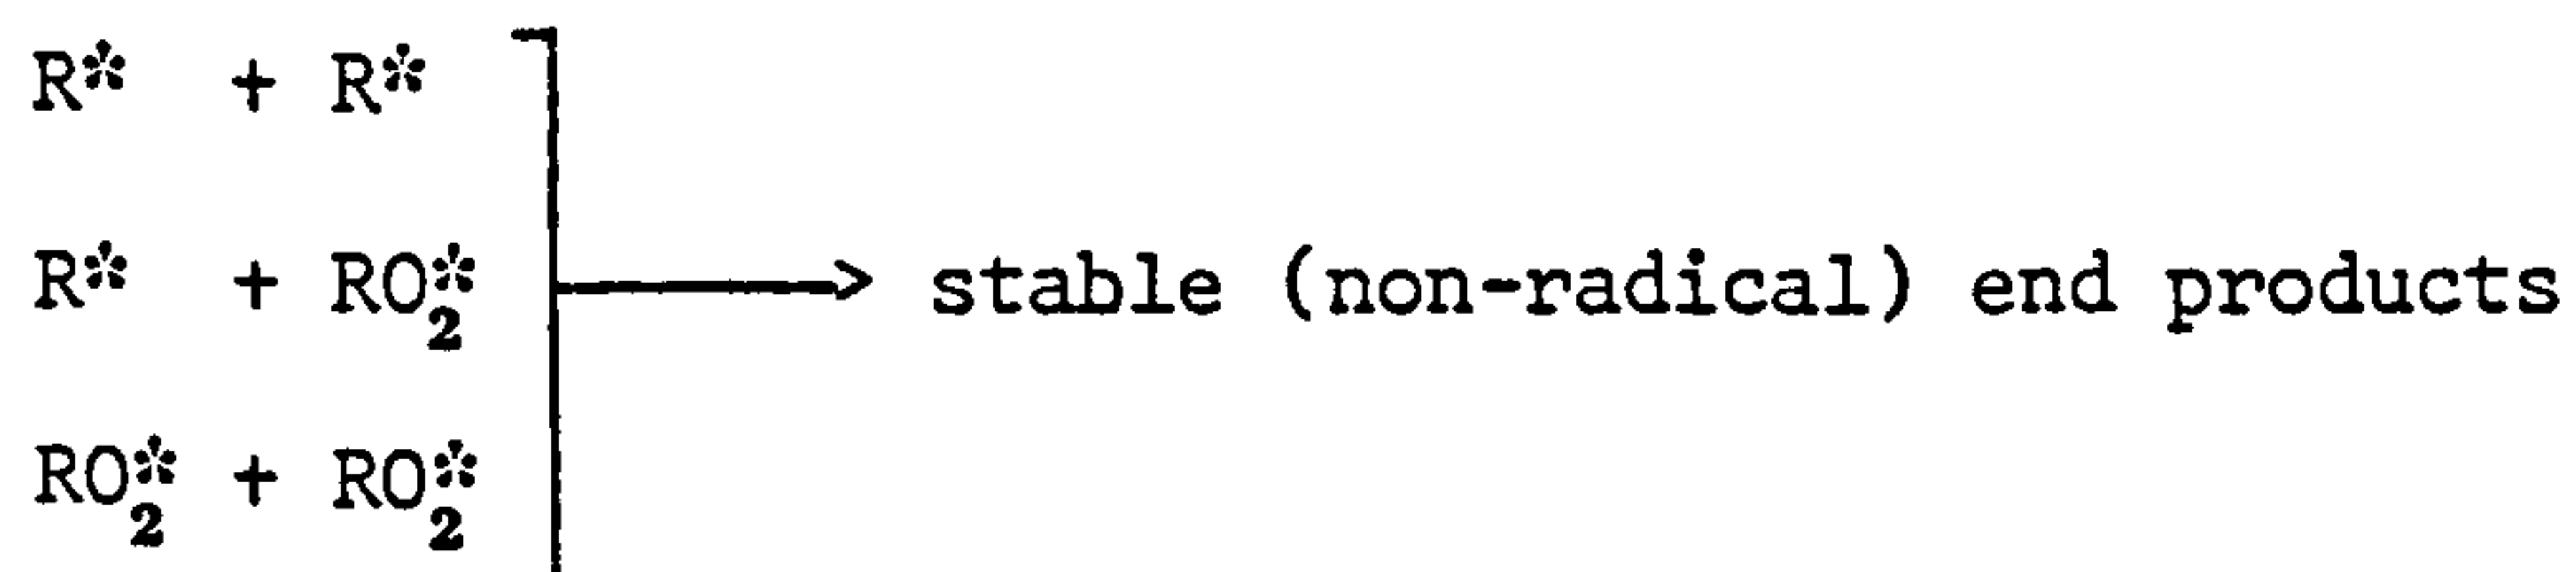 R* + R*
R* + RO₂* ⟶ stable (non-radical) end products
RO₂* + RO₂*